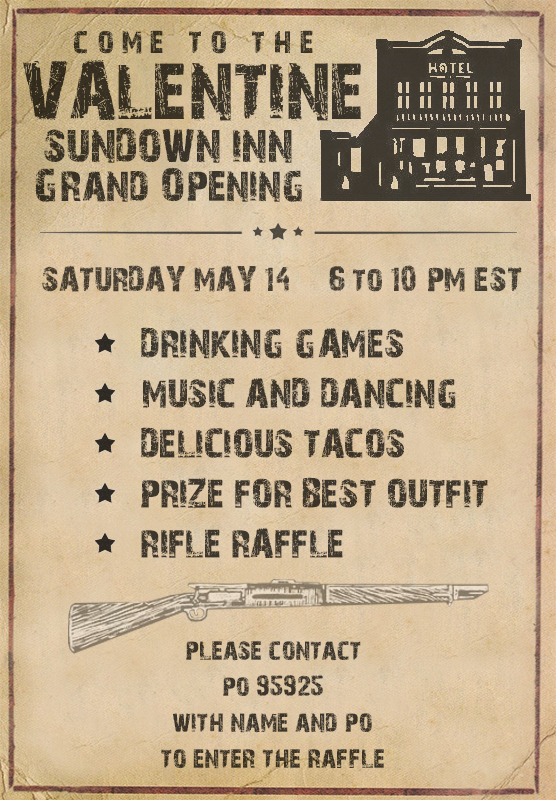 COME TO THE
VALENTINE
SUNDOWN INN
GRAND OPENING
HOTEL
SATURDAY MAY 14 6 TO 10 PM EST
★ DRINKING GAMES
★ MUSIC AND DANCING
★ DELICIOUS TACOS
★ PRIZE FOR BEST OUTFIT
★ RIFLE RAFFLE
PLEASE CONTACT
PO 95925
WITH NAME AND PO
TO ENTER THE RAFFLE